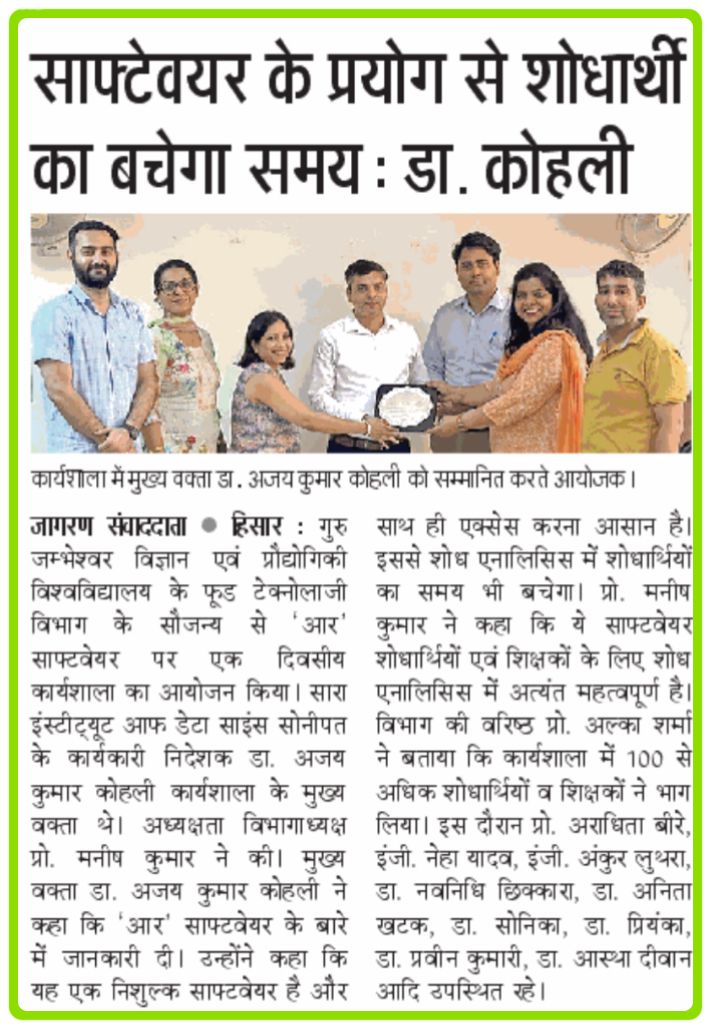 साफ्टवेयर के प्रयोग से शोधार्थी
का बचेगा समय : डा. कोहली
कार्यशाला में मुख्य वक्ता डा. अजय कुमार कोहली को सम्मानित करते आयोजक।
जागरण संवाददाता ● हिसार : गुरु
जम्भेश्वर विज्ञान एवं प्रौद्योगिकी
विश्वविद्यालय के फूड टेक्नोलाजी
विभाग के सौजन्य से ‘आर’
साफ्टवेयर पर एक दिवसीय
कार्यशाला का आयोजन किया। सारा
इंस्टीट्यूट आफ डेटा साइंस सोनीपत
के कार्यकारी निदेशक डा. अजय
कुमार कोहली कार्यशाला के मुख्य
वक्ता थे। अध्यक्षता विभागाध्यक्ष
प्रो. मनीष कुमार ने की। मुख्य
वक्ता डा. अजय कुमार कोहली ने
कहा कि ‘आर’ साफ्टवेयर के बारे
में जानकारी दी। उन्होंने कहा कि
यह एक निशुल्क साफ्टवेयर है और
साथ ही एक्सेस करना आसान है।
इससे शोध एनालिसिस में शोधार्थियों
का समय भी बचेगा। प्रो. मनीष
कुमार ने कहा कि ये साफ्टवेयर
शोधार्थियों एवं शिक्षकों के लिए शोध
एनालिसिस में अत्यंत महत्वपूर्ण है।
विभाग की वरिष्ठ प्रो. अल्का शर्मा
ने बताया कि कार्यशाला में 100 से
अधिक शोधार्थियों व शिक्षकों ने भाग
लिया। इस दौरान प्रो. अराधिता बीरे,
इंजी. नेहा यादव, इंजी. अंकुर लुथरा,
डा. नवनिधि छिक्कारा, डा. अनिता
खटक, डा. सोनिका, डा. प्रियंका,
डा. प्रवीन कुमारी, डा. आस्था दीवान
आदि उपस्थित रहे।